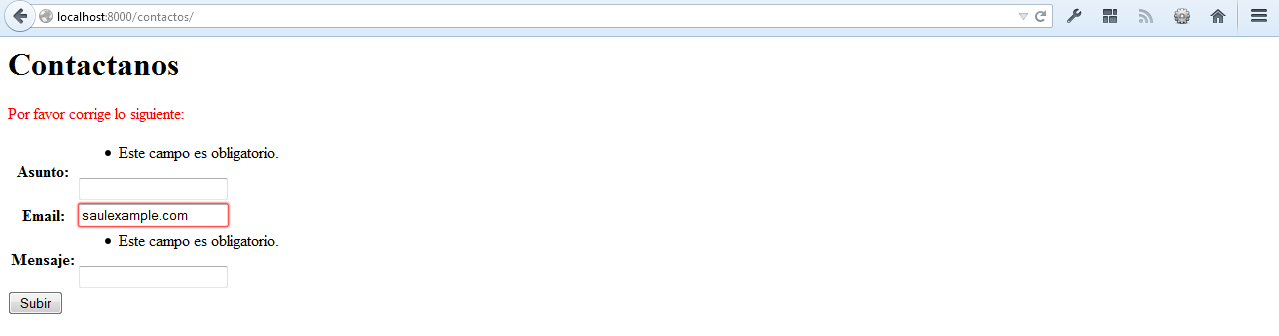 localhost:8000/contactos/
Contactanos
Por favor corrige lo siguiente:
• Este campo es obligatorio.
Asunto:
Email: saulexample.com
• Este campo es obligatorio.
Mensaje:
Subir